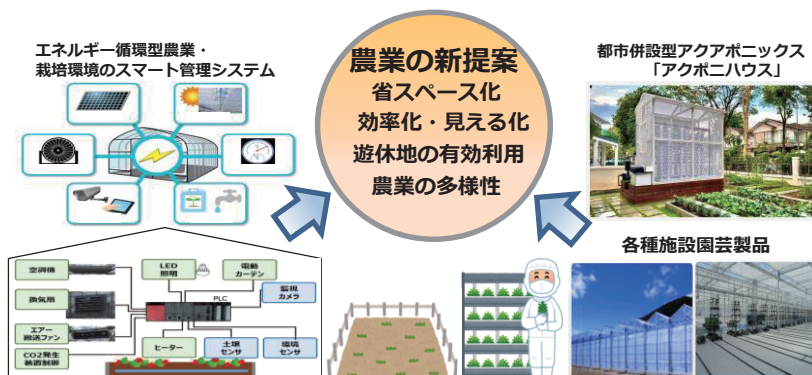 エネルギー循環型農業・
栽培環境のスマート管理システム
農業の新提案
省スペース化
効率化・見える化
遊休地の有効利用
農業の多様性
都市併設型アクアポニックス
「アクポニハウス」
各種施設園芸製品
空調機
LED
照明
電動
カーテン
換気扇
PLC
監視
カメラ
エアー
搬送ファン
CO2発生
装置制御
ヒーター
土壌
センサ
環境
センサ